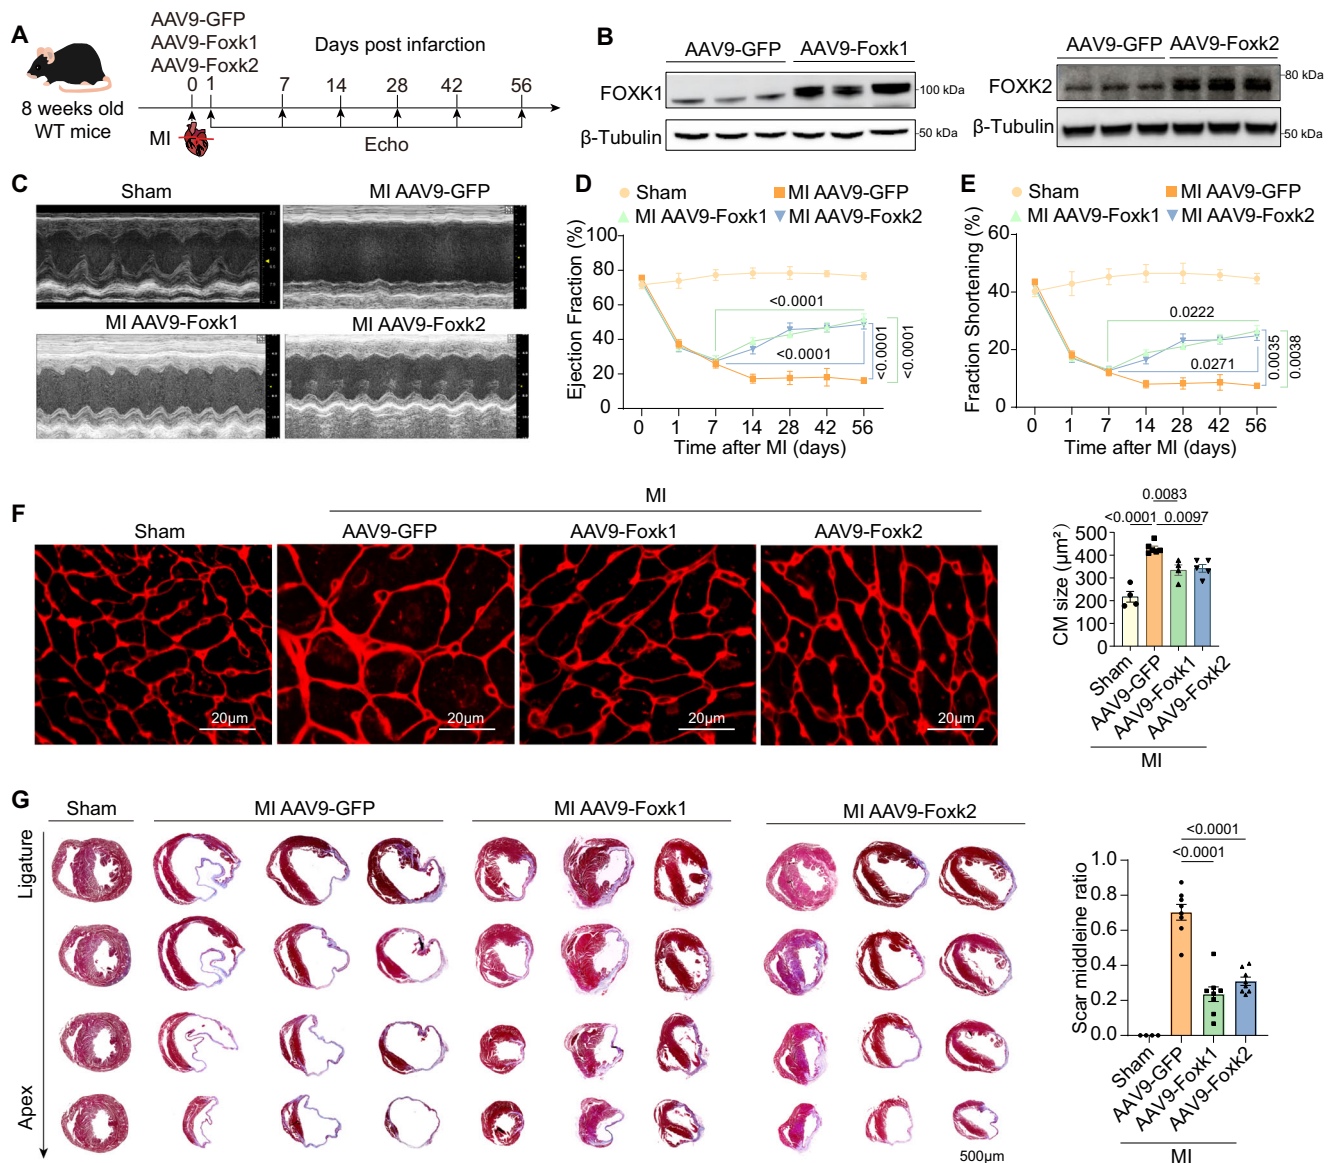 A
AAV9-GFP
AAV9-Foxk1
AAV9-Foxk2
Days post infarction
0 1 7 14 28 42 56
8 weeks old
WT mice
MI
Echo
B
AAV9-GFP AAV9-Foxk1
FOXK1
100 kDa
β-Tubulin
50 kDa
AAV9-GFP AAV9-Foxk1
FOXK2
80 kDa
β-Tubulin
50 kDa
C
Sham MI AAV9-GFP
MI AAV9-Foxk1 MI AAV9-Foxk2
D
Sham MI AAV9-GFP
MI AAV9-Foxk1 MI AAV9-Foxk2
Ejection Fraction (%)
100
80
60
40
20
0
<0.0001
<0.0001
<0.0001
<0.0001
0 1 7 14 28 42 56
Time after MI (days)
E
Sham MI AAV9-GFP
MI AAV9-Foxk1 MI AAV9-Foxk2
Fraction Shortening (%)
60
40
20
0
0.0222
0.0271
0.0035
0.0038
0 1 7 14 28 42 56
Time after MI (days)
F
MI
Sham AAV9-GFP AAV9-Foxk1 AAV9-Foxk2
20μm 20μm 20μm 20μm
0.0083
<0.0001 0.0097
CM size (μm²)
500
400
300
200
100
0
Sham
AAV9-GFP
AAV9-Foxk1
AAV9-Foxk2
MI
G
Sham MI AAV9-GFP MI AAV9-Foxk1 MI AAV9-Foxk2
Ligature
Apex
500μm
<0.0001
<0.0001
Scar middleine ratio
1.0
0.8
0.6
0.4
0.2
0.0
Sham
AAV9-GFP
AAV9-Foxk1
AAV9-Foxk2
MI